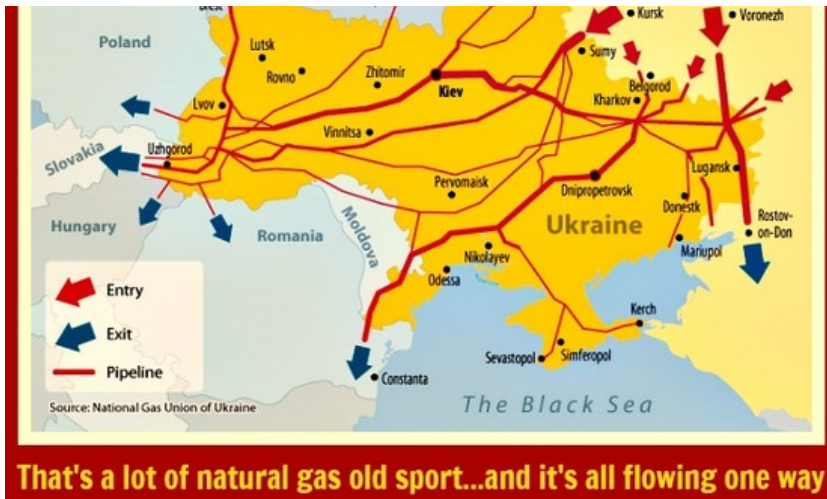 Brest
Kursk
Voronezh
Poland
Lutsk
Sumy
Rovno
Zhitomir
Kiev
Belgorod
Lvov
Kharkov
Vinnitsa
Slovakia
Uzhgorod
Lugansk
Pervomaisk
Dnipropetrovsk
Donestk
Hungary
Romania
Moldova
Ukraine
Rostov-
on-Don
Nikolayev
Mariupol
Odessa
Entry
Kerch
Exit
Sevastopol
Simferopol
Pipeline
Constanta
Source: National Gas Union of Ukraine
The Black Sea
That's a lot of natural gas old sport...and it's all flowing one way